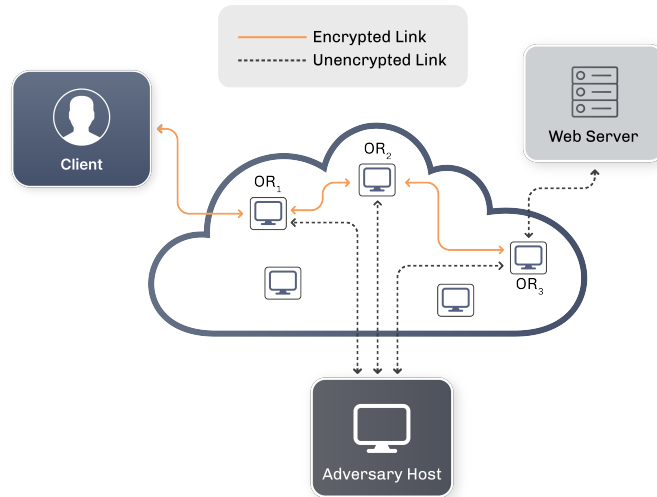 Encrypted Link
Unencrypted Link
Client
Web Server
OR₁
OR₂
OR₃
Adversary Host